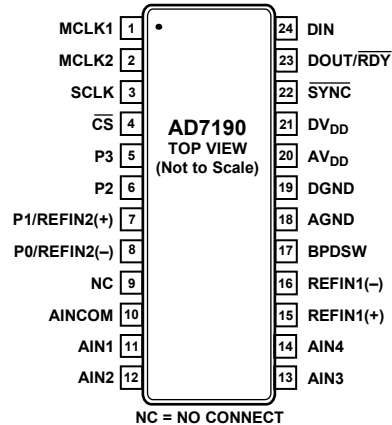 MCLK1 1
MCLK2 2
SCLK 3
CS 4
P3 5
P2 6
P1/REFIN2(+) 7
P0/REFIN2(–) 8
NC 9
AINCOM 10
AIN1 11
AIN2 12
AD7190
TOP VIEW
(Not to Scale)
24 DIN
23 DOUT/RDY
22 SYNC
21 DVDD
20 AVDD
19 DGND
18 AGND
17 BPDSW
16 REFIN1(–)
15 REFIN1(+)
14 AIN4
13 AIN3
NC = NO CONNECT